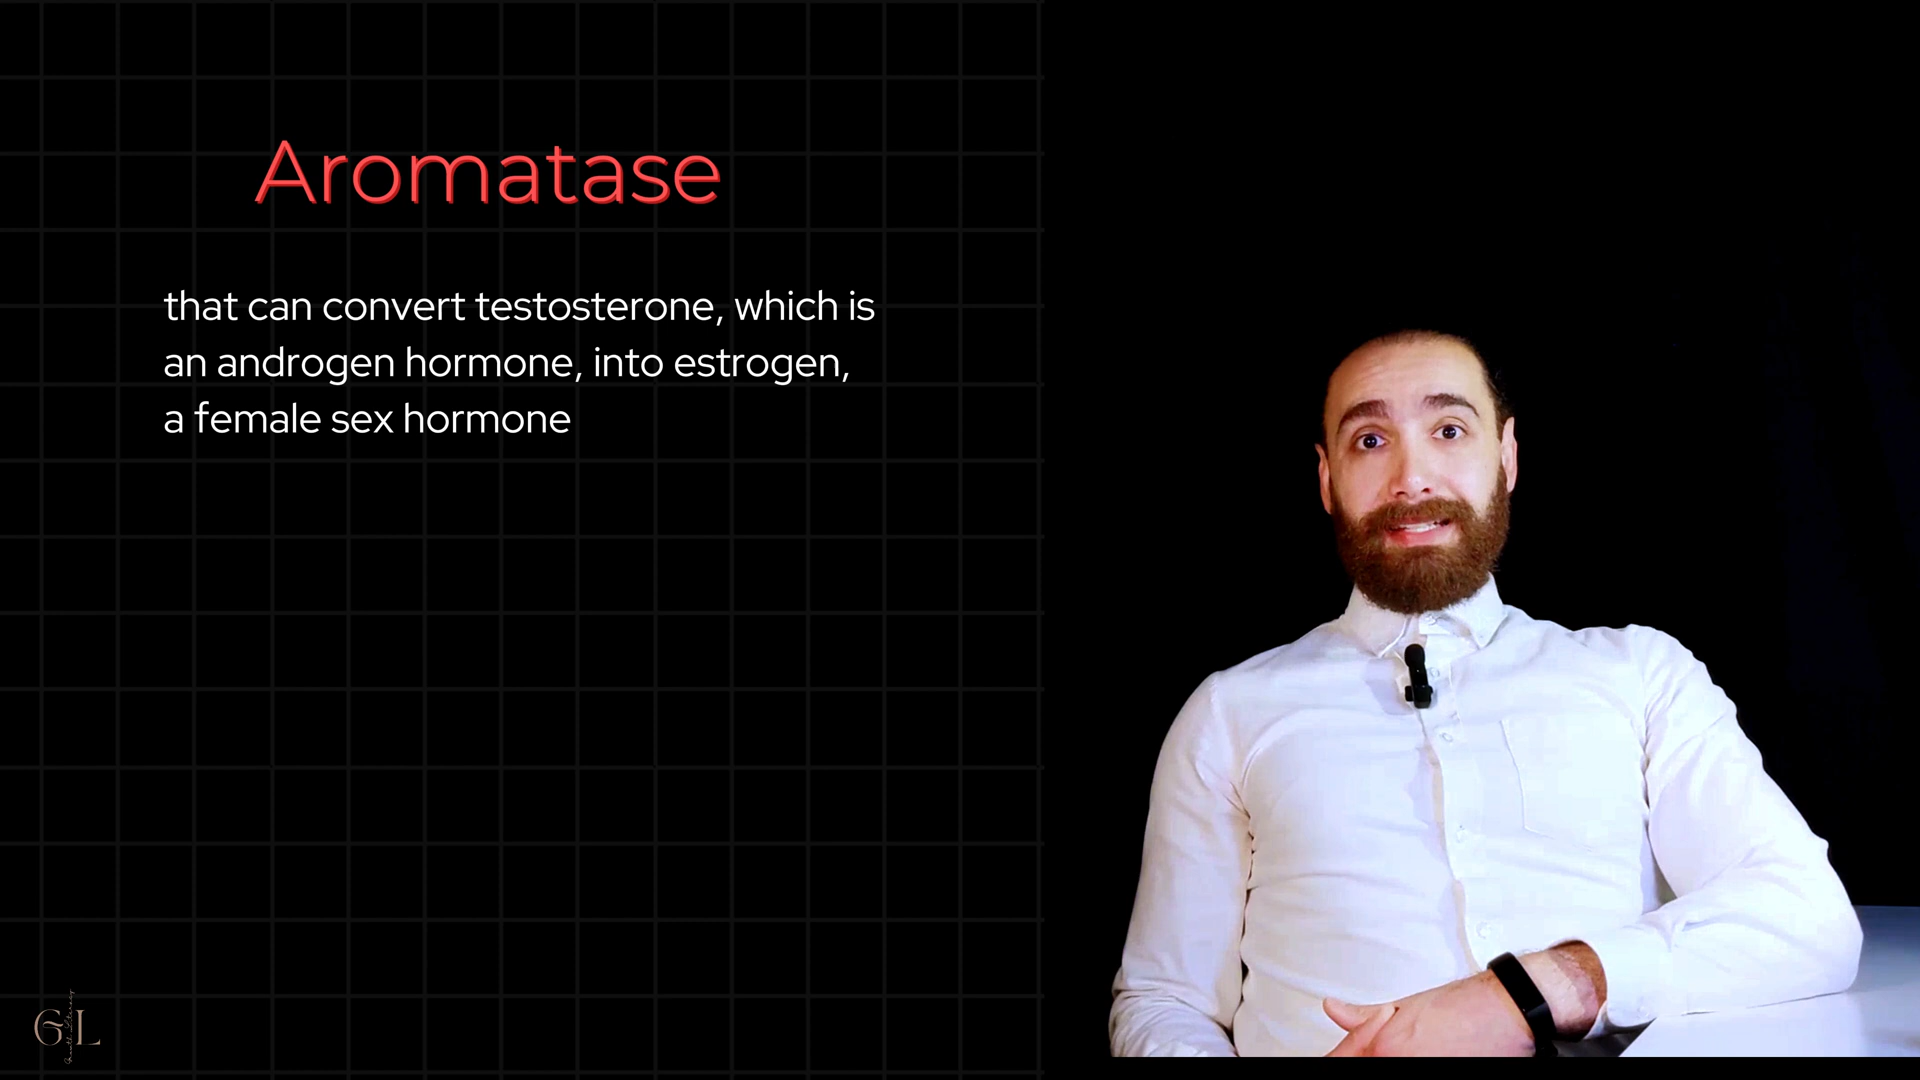 Aromatase
that can convert testosterone, which is
an androgen hormone, into estrogen,
a female sex hormone
GL